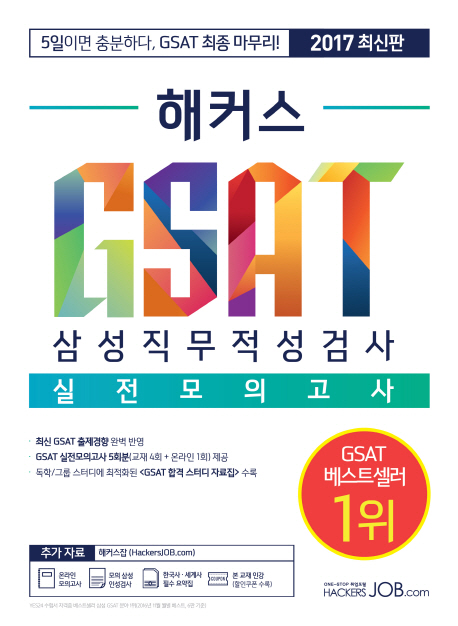 5일이면 충분하다, GSAT 최종 마무리! 2017 최신판
해커스
GSAT
삼성직무적성검사
실전모의고사
· 최신 GSAT 출제경향 완벽 반영
· GSAT 실전모의고사 5회분(교재 4회 + 온라인 1회) 제공
· 독학/그룹 스터디에 최적화된 <GSAT 합격 스터디 자료집> 수록
GSAT
베스트셀러
1위
추가 자료 해커스잡 (HackersJOB.com)
온라인
모의고사
모의 삼성
인성검사
한국사·세계사
필수 요약집
COUPON
본 교재 인강
(할인쿠폰 수록)
ONE-STOP 취업포털
HACKERS JOB.com